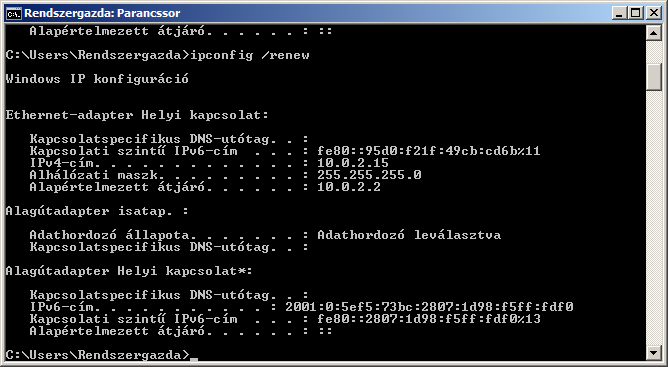 Rendszergazda: Parancssor
Alapértelmezett átjáró. . . . . . : ::
C:\Users\Rendszergazda>ipconfig /renew
Windows IP konfiguráció
Ethernet-adapter Helyi kapcsolat:
Kapcsolatspecifikus DNS-utótag. . :
Kapcsolati szintű IPv6-cím . . . : fe80::95d0:f21f:49cb:cd6b%11
IPv4-cím. . . . . . . . . . . . . : 10.0.2.15
Alhálózati maszk. . . . . . . . . : 255.255.255.0
Alapértelmezett átjáró. . . . . . : 10.0.2.2
Alagútadapter isatap. :
Adathordozó állapota. . . . . . . : Adathordozó leválasztva
Kapcsolatspecifikus DNS-utótag. . :
Alagútadapter Helyi kapcsolat*:
Kapcsolatspecifikus DNS-utótag. . :
IPv6-cím. . . . . . . . . . . : 2001:0:5ef5:73bc:2807:1d98:f5ff:fdf0
Kapcsolati szintű IPv6-cím . . . : fe80::2807:1d98:f5ff:fdf0%13
Alapértelmezett átjáró. . . . . . : ::
C:\Users\Rendszergazda>_